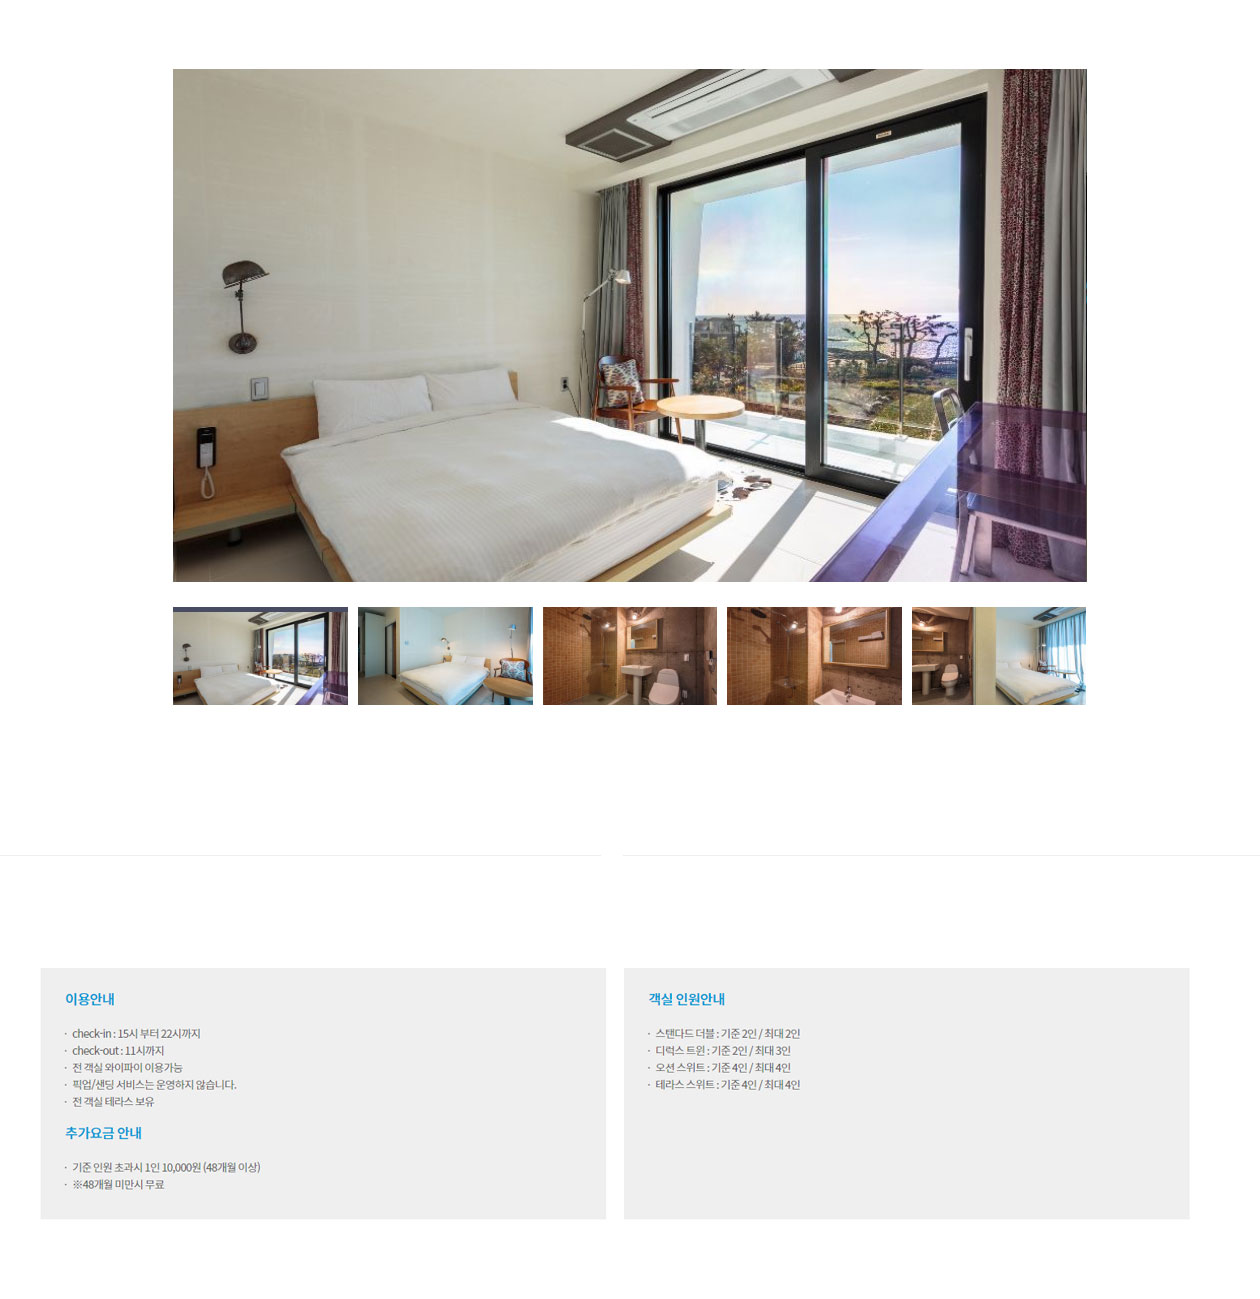 이용안내
· check-in : 15시 부터 22시까지
· check-out : 11시까지
· 전 객실 와이파이 이용가능
· 픽업/샌딩 서비스는 운영하지 않습니다.
· 전 객실 테라스 보유
추가요금 안내
· 기준 인원 초과시 1인 10,000원 (48개월 이상)
· ※48개월 미만시 무료
객실 인원안내
· 스탠다드 더블 : 기준 2인 / 최대 2인
· 디럭스 트윈 : 기준 2인 / 최대 3인
· 오션 스위트 : 기준 4인 / 최대 4인
· 테라스 스위트 : 기준 4인 / 최대 4인